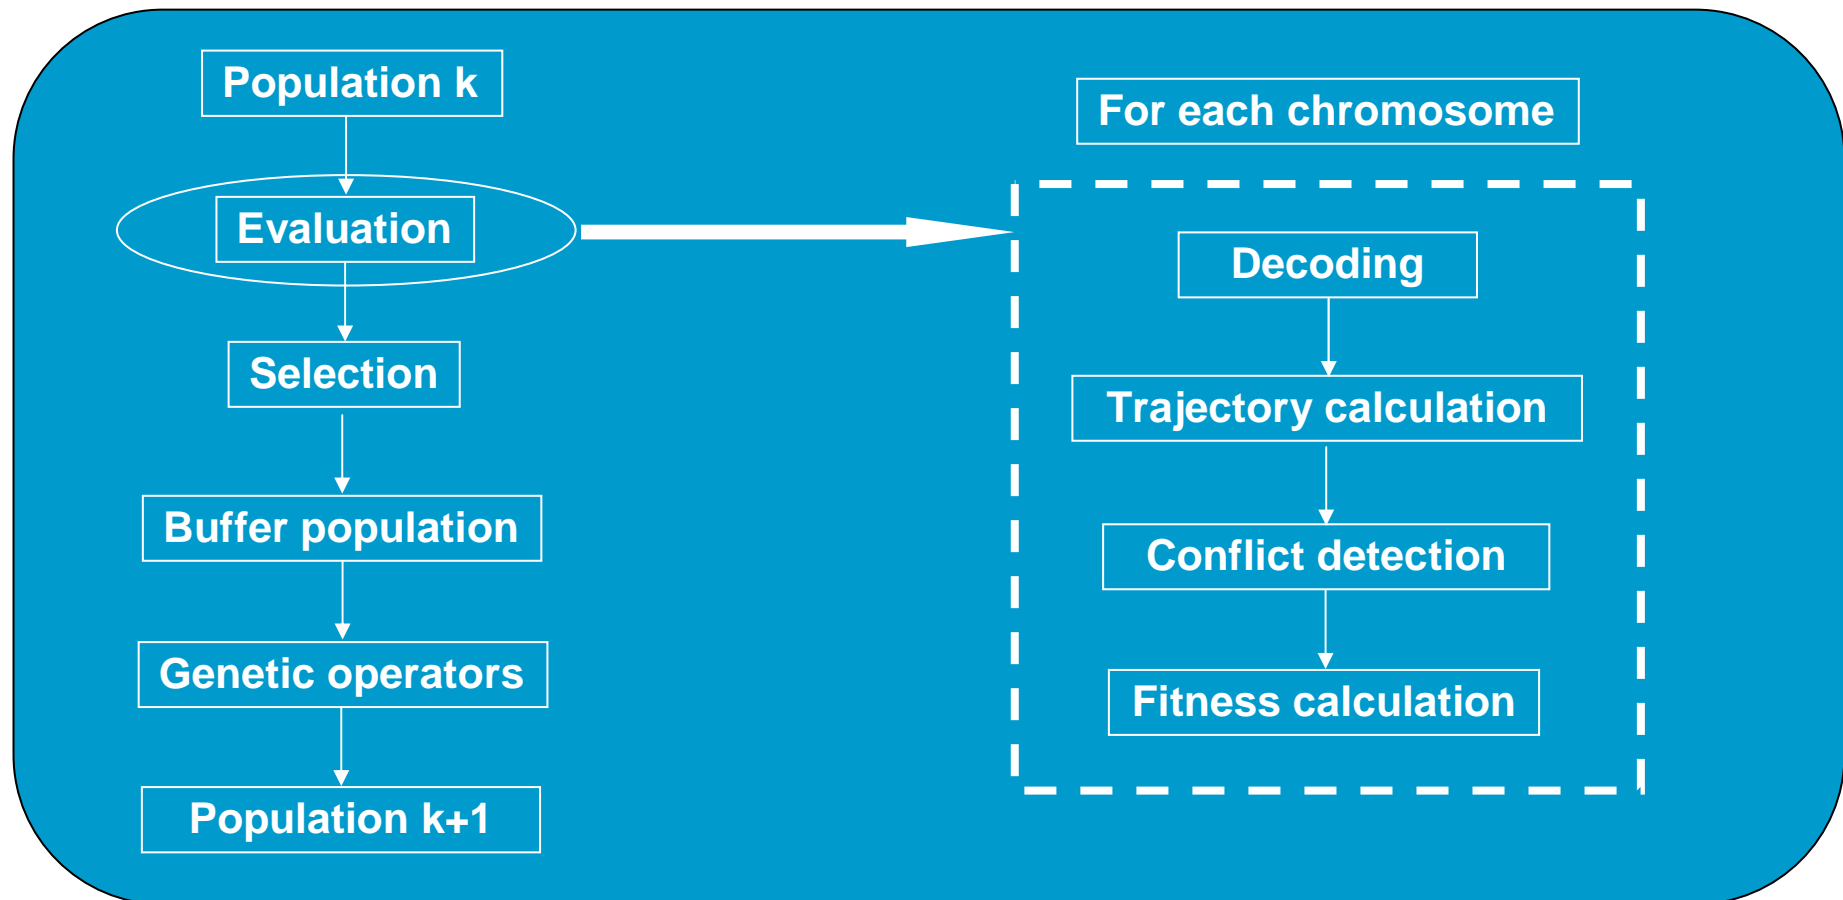 Population k
Evaluation
Selection
Buffer population
Genetic operators
Population k+1
For each chromosome
Decoding
Trajectory calculation
Conflict detection
Fitness calculation